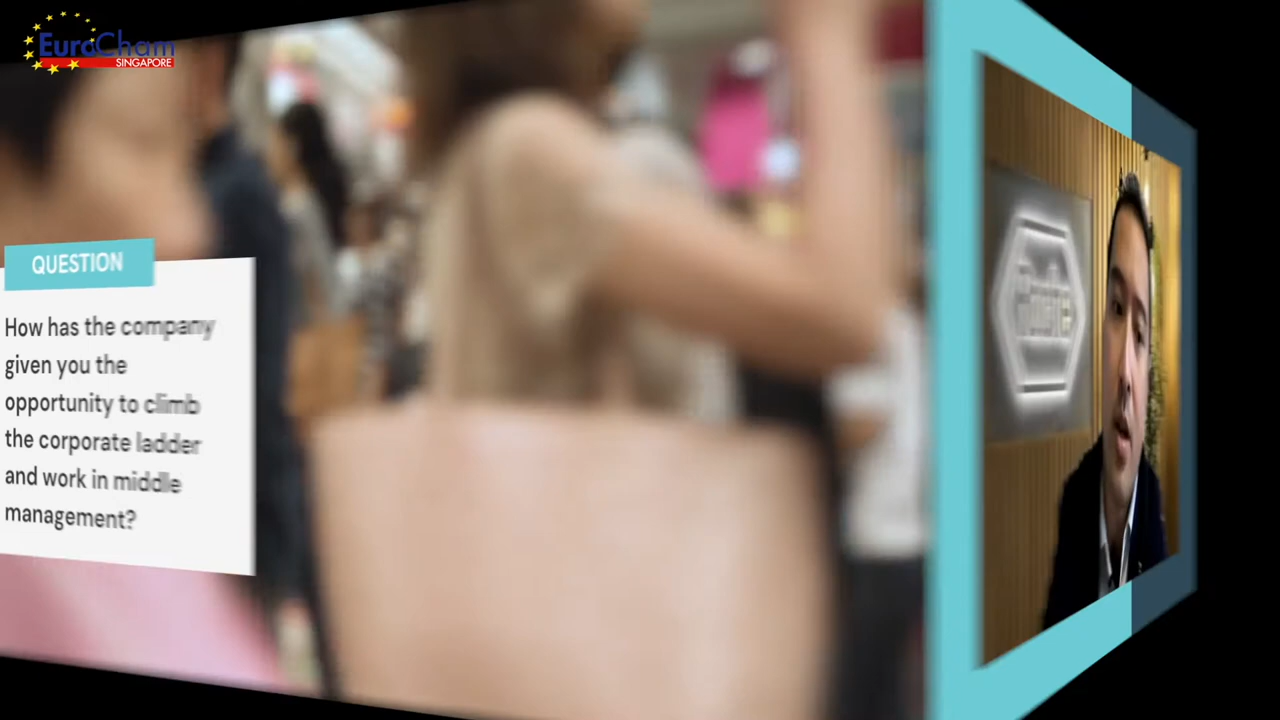 EuroCham
SINGAPORE
QUESTION
How has the company
given you the
opportunity to climb
the corporate ladder
and work in middle
management?